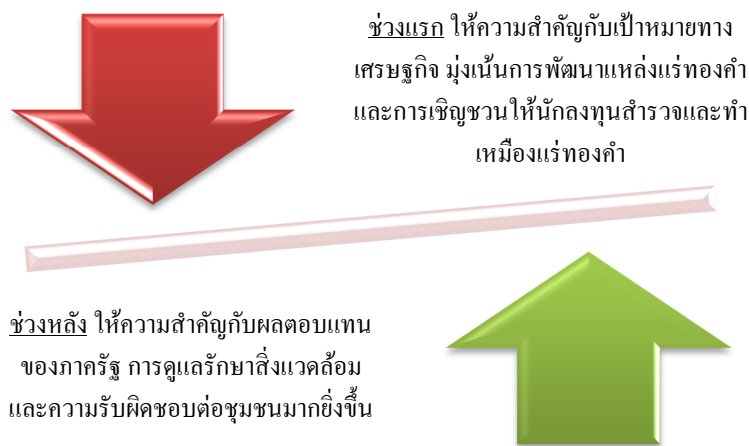 ช่วงแรก ให้ความสำคัญกับเป้าหมายทาง
เศรษฐกิจ มุ่งเน้นการพัฒนาแหล่งแร่ทองคำ
และการเชิญชวนให้นักลงทุนสำรวจและทำ
เหมืองแร่ทองคำ
ช่วงหลัง ให้ความสำคัญกับผลตอบแทน
ของภาครัฐ การดูแลรักษาสิ่งแวดล้อม
และความรับผิดชอบต่อชุมชนมากยิ่งขึ้น